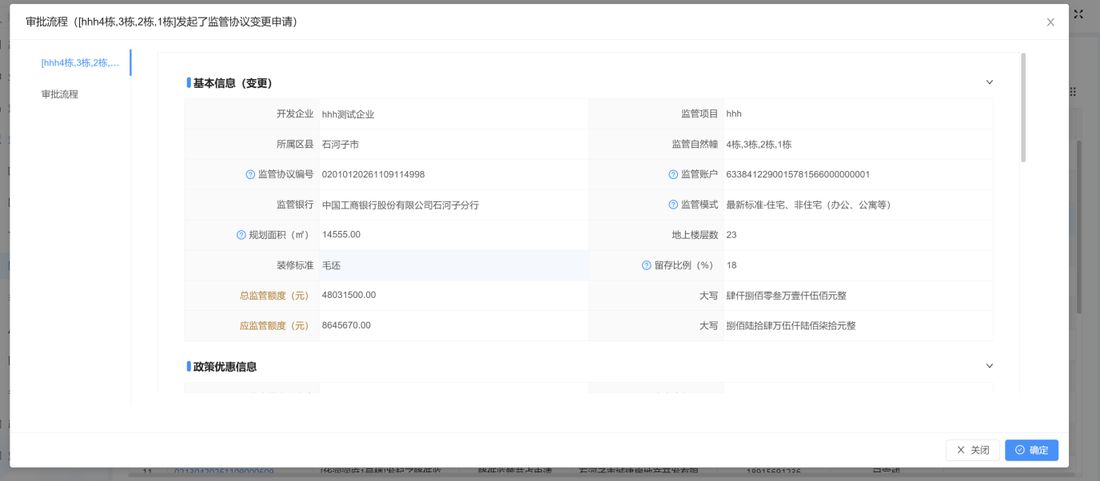 审批流程（[hhh4栋,3栋,2栋,1栋]发起了监管协议变更申请）
[hhh4栋,3栋,2栋,...
审批流程
基本信息（变更）
开发企业 hhh测试企业 监管项目 hhh
所属区县 石河子市 监管自然幢 4栋,3栋,2栋,1栋
监管协议编号 02010120261109114998 监管账户 6338412290015781566000000001
监管银行 中国工商银行股份有限公司石河子分行 监管模式 最新标准-住宅、非住宅（办公、公寓等）
规划面积（㎡） 14555.00 地上楼层数 23
装修标准 毛坯 留存比例（%） 18
总监管额度（元） 48031500.00 大写 肆仟捌佰零叁万壹仟伍佰元整
应监管额度（元） 8645670.00 大写 捌佰陆拾肆万伍仟陆佰柒拾元整
政策优惠信息
关闭 确定